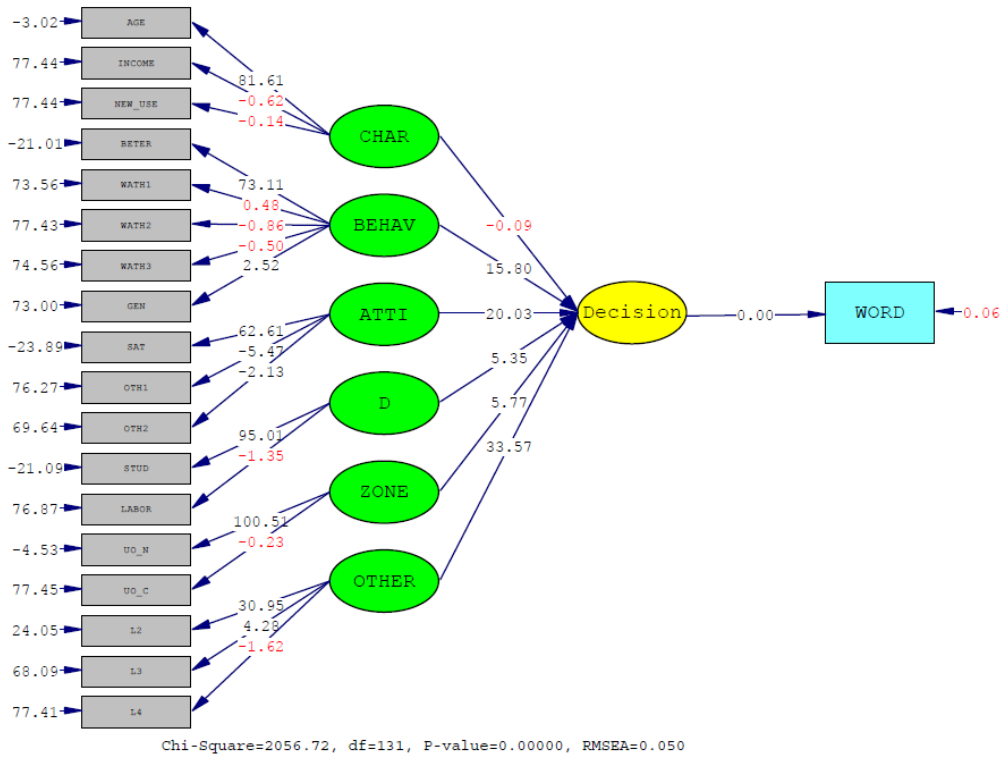 -3.02 AGE
77.44 INCOME
81.61
-0.62
77.44 NEW_USE
-0.14
CHAR
-21.01 BETER
73.56 WATH1
73.11
0.48
77.43 WATH2
-0.86
BEHAV
-0.09
-0.50
74.56 WATH3
2.52
15.80
73.00 GEN
62.61
ATTI
20.03
Decision
0.00
WORD
0.06
-23.89 SAT
-5.47
-2.13
5.35
76.27 OTH1
D
5.77
69.64 OTH2
95.01
33.57
-21.09 STUD
-1.35
76.87 LABOR
ZONE
100.51
-4.53 UO_N
-0.23
OTHER
77.45 UO_C
30.95
24.05 L2
4.28
-1.62
68.09 L3
77.41 L4
Chi-Square=2056.72, df=131, P-value=0.00000, RMSEA=0.050